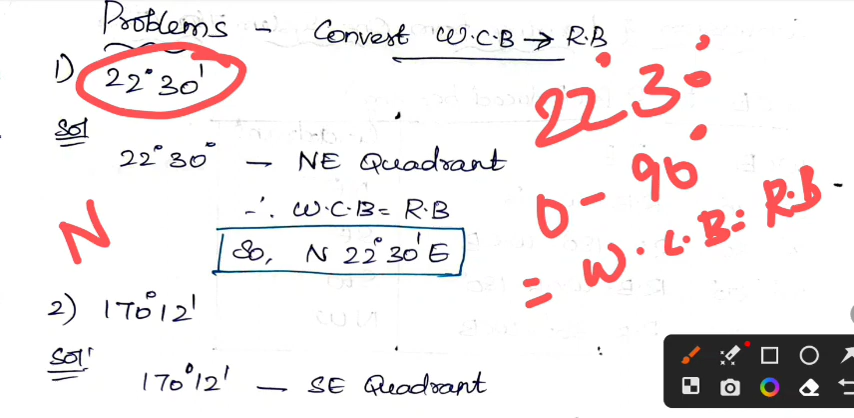 Problems - Convert W.C.B → R.B
1) 22° 30'
Sol
22° 30° — NE Quadrant
∴ W.C.B = R.B
So, N 22° 30' E
2) 170° 12'
Sol'
170° 12' — SE Quadrant
22° 30°
0 - 90°
= W.C.B = R.B
N